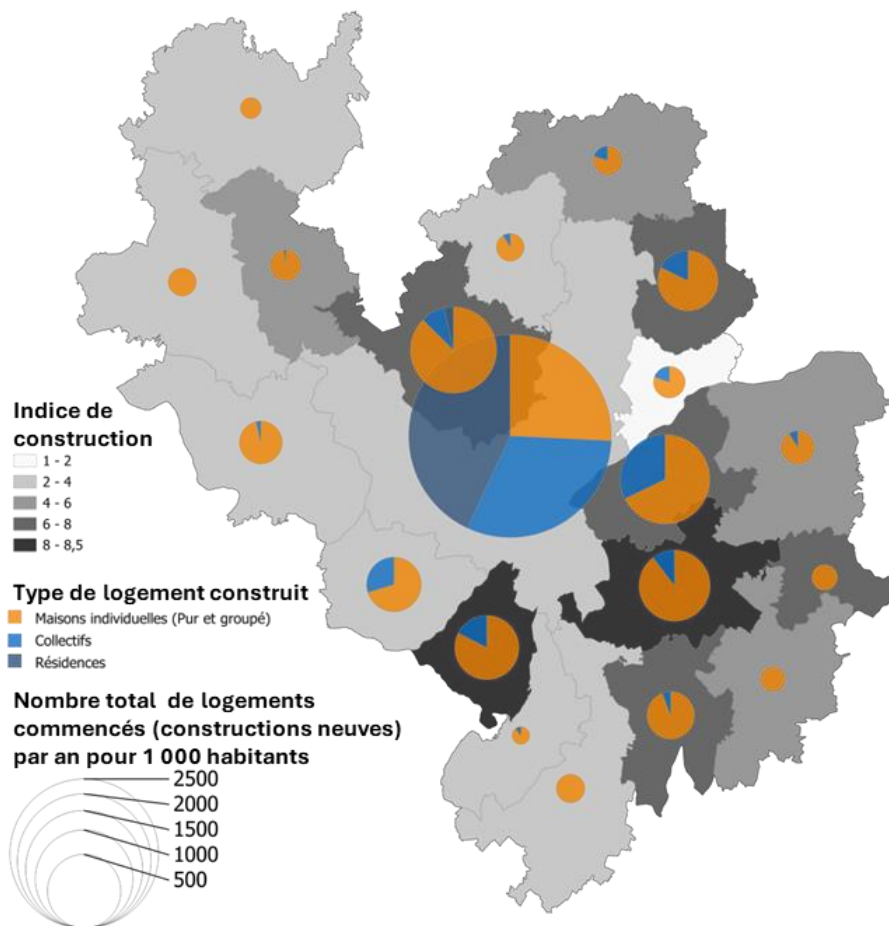 Indice de
construction
1 - 2
2 - 4
4 - 6
6 - 8
8 - 8,5
Type de logement construit
Maisons individuelles (Pur et groupé)
Collectifs
Résidences
Nombre total de logements
commencés (constructions neuves)
par an pour 1 000 habitants
2500
2000
1500
1000
500